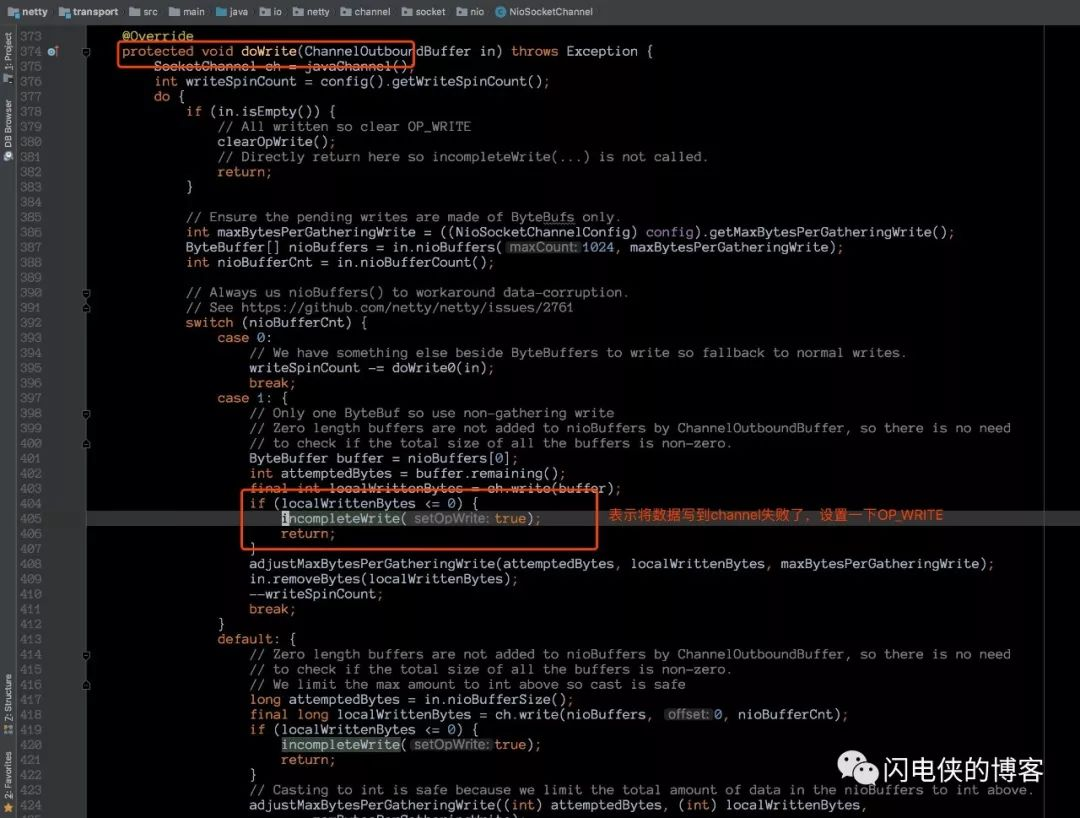 netty transport src main java io netty channel socket nio NioSocketChannel
1: Project
DB Browser
7: Structure
2: Favorites
373 @Override
374 protected void doWrite(ChannelOutboundBuffer in) throws Exception {
375 SocketChannel ch = javaChannel();
376 int writeSpinCount = config().getWriteSpinCount();
377 do {
378 if (in.isEmpty()) {
379 // All written so clear OP_WRITE
380 clearOpWrite();
381 // Directly return here so incompleteWrite(...) is not called.
382 return;
383 }
384
385 // Ensure the pending writes are made of ByteBufs only.
386 int maxBytesPerGatheringWrite = ((NioSocketChannelConfig) config).getMaxBytesPerGatheringWrite();
387 ByteBuffer[] nioBuffers = in.nioBuffers( maxCount: 1024, maxBytesPerGatheringWrite);
388 int nioBufferCnt = in.nioBufferCount();
389
390 // Always us nioBuffers() to workaround data-corruption.
391 // See https://github.com/netty/netty/issues/2761
392 switch (nioBufferCnt) {
393 case 0:
394 // We have something else beside ByteBuffers to write so fallback to normal writes.
395 writeSpinCount -= doWrite0(in);
396 break;
397 case 1: {
398 // Only one ByteBuf so use non-gathering write
399 // Zero length buffers are not added to nioBuffers by ChannelOutboundBuffer, so there is no need
400 // to check if the total size of all the buffers is non-zero.
401 ByteBuffer buffer = nioBuffers[0];
402 int attemptedBytes = buffer.remaining();
403 final int localWrittenBytes = ch.write(buffer);
404 if (localWrittenBytes <= 0) {
405 incompleteWrite( setOpWrite: true); 表示将数据写到channel失败了，设置一下OP_WRITE
406 return;
407 }
408 adjustMaxBytesPerGatheringWrite(attemptedBytes, localWrittenBytes, maxBytesPerGatheringWrite);
409 in.removeBytes(localWrittenBytes);
410 --writeSpinCount;
411 break;
412 }
413 default: {
414 // Zero length buffers are not added to nioBuffers by ChannelOutboundBuffer, so there is no need
415 // to check if the total size of all the buffers is non-zero.
416 // We limit the max amount to int above so cast is safe
417 long attemptedBytes = in.nioBufferSize();
418 final long localWrittenBytes = ch.write(nioBuffers, offset: 0, nioBufferCnt);
419 if (localWrittenBytes <= 0) {
420 incompleteWrite( setOpWrite: true);
421 return;
422 }
423 // Casting to int is safe because we limit the total amount of data in the nioBuffers to int above.
424 adjustMaxBytesPerGatheringWrite((int) attemptedBytes, (int) localWrittenBytes,
闪电侠的博客